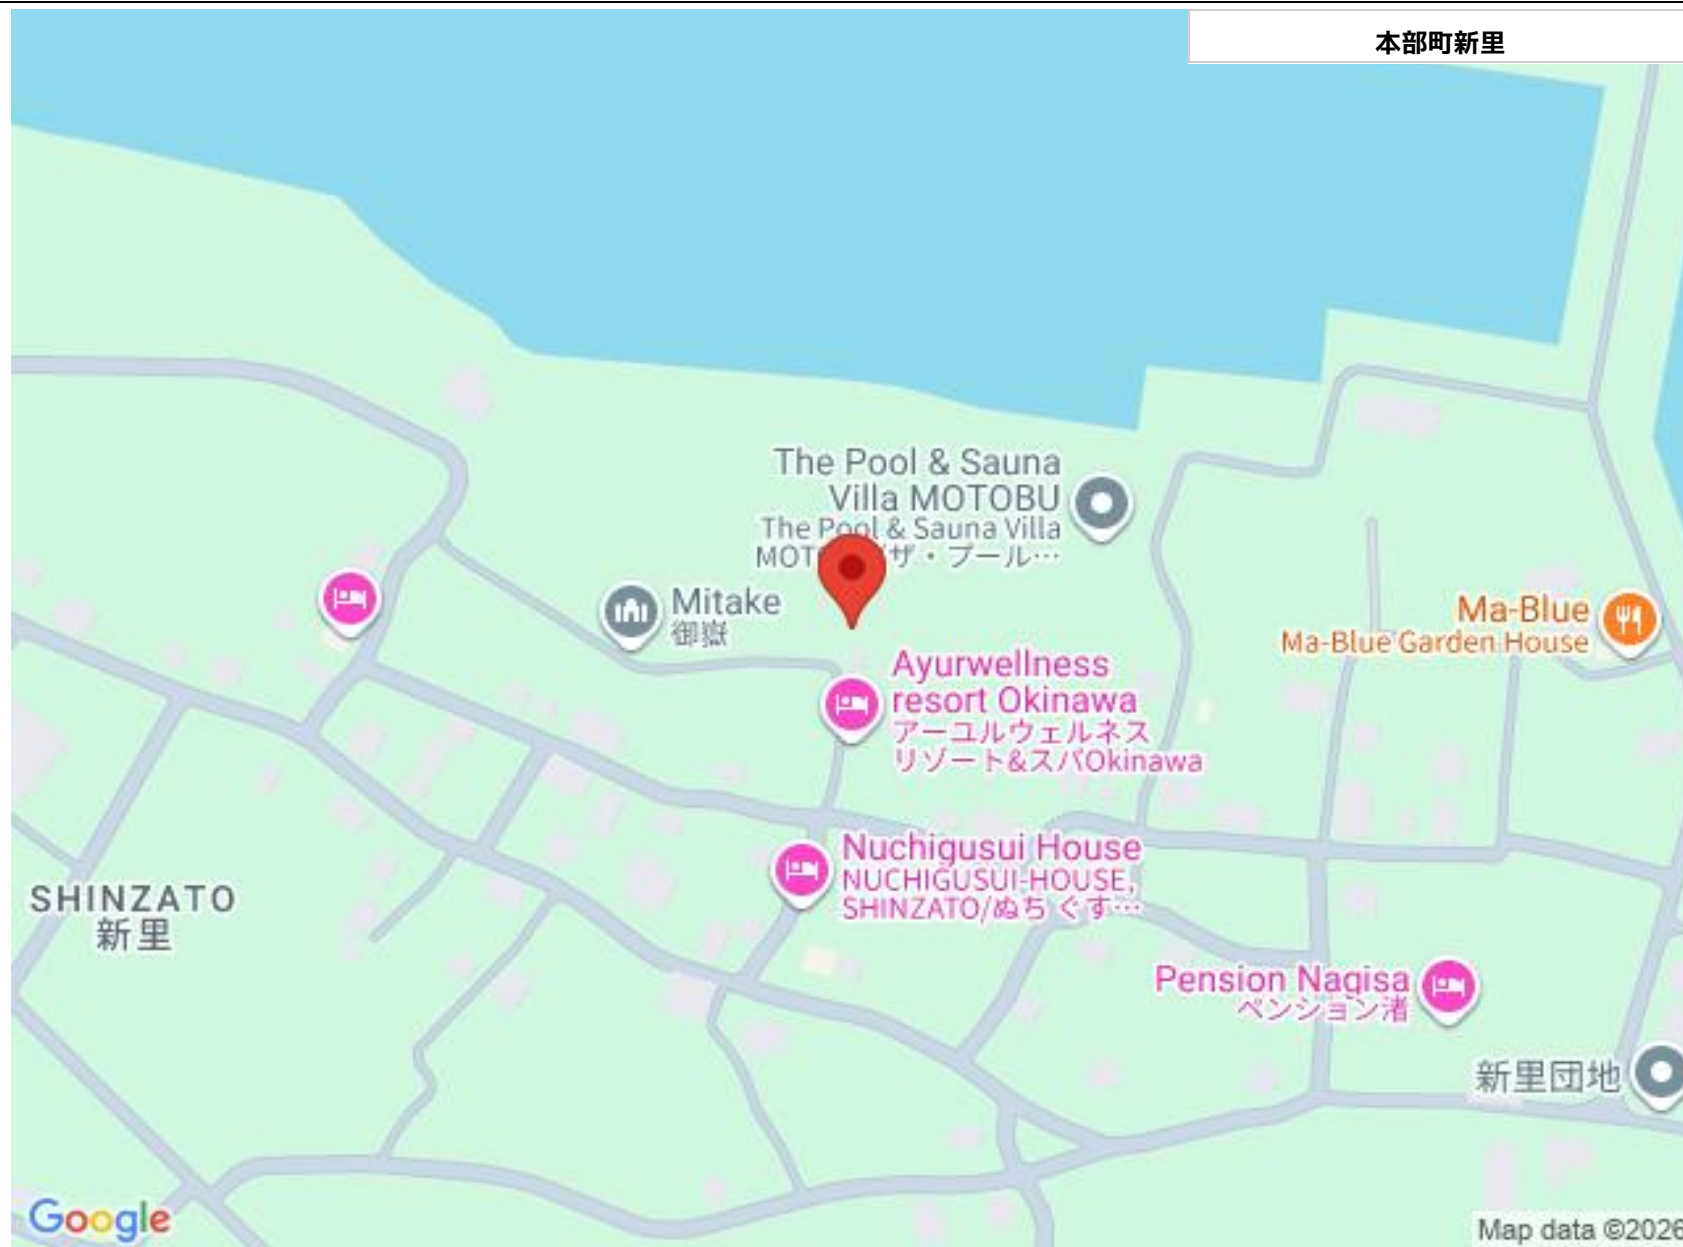 本部町新里
The Pool & Sauna
Villa MOTOBU
The Pool & Sauna Villa
ザ・プール…
Mitake
御嶽
Ma-Blue
Ma-Blue Garden House
Ayurwellness
resort Okinawa
アーユルウェルネス
リゾート&スパOkinawa
Nuchigusui House
NUCHIGUSUI-HOUSE,
SHINZATO/ぬち ぐす…
SHINZATO
新里
Pension Nagisa
ペンション渚
新里団地
Google
Map data ©2026